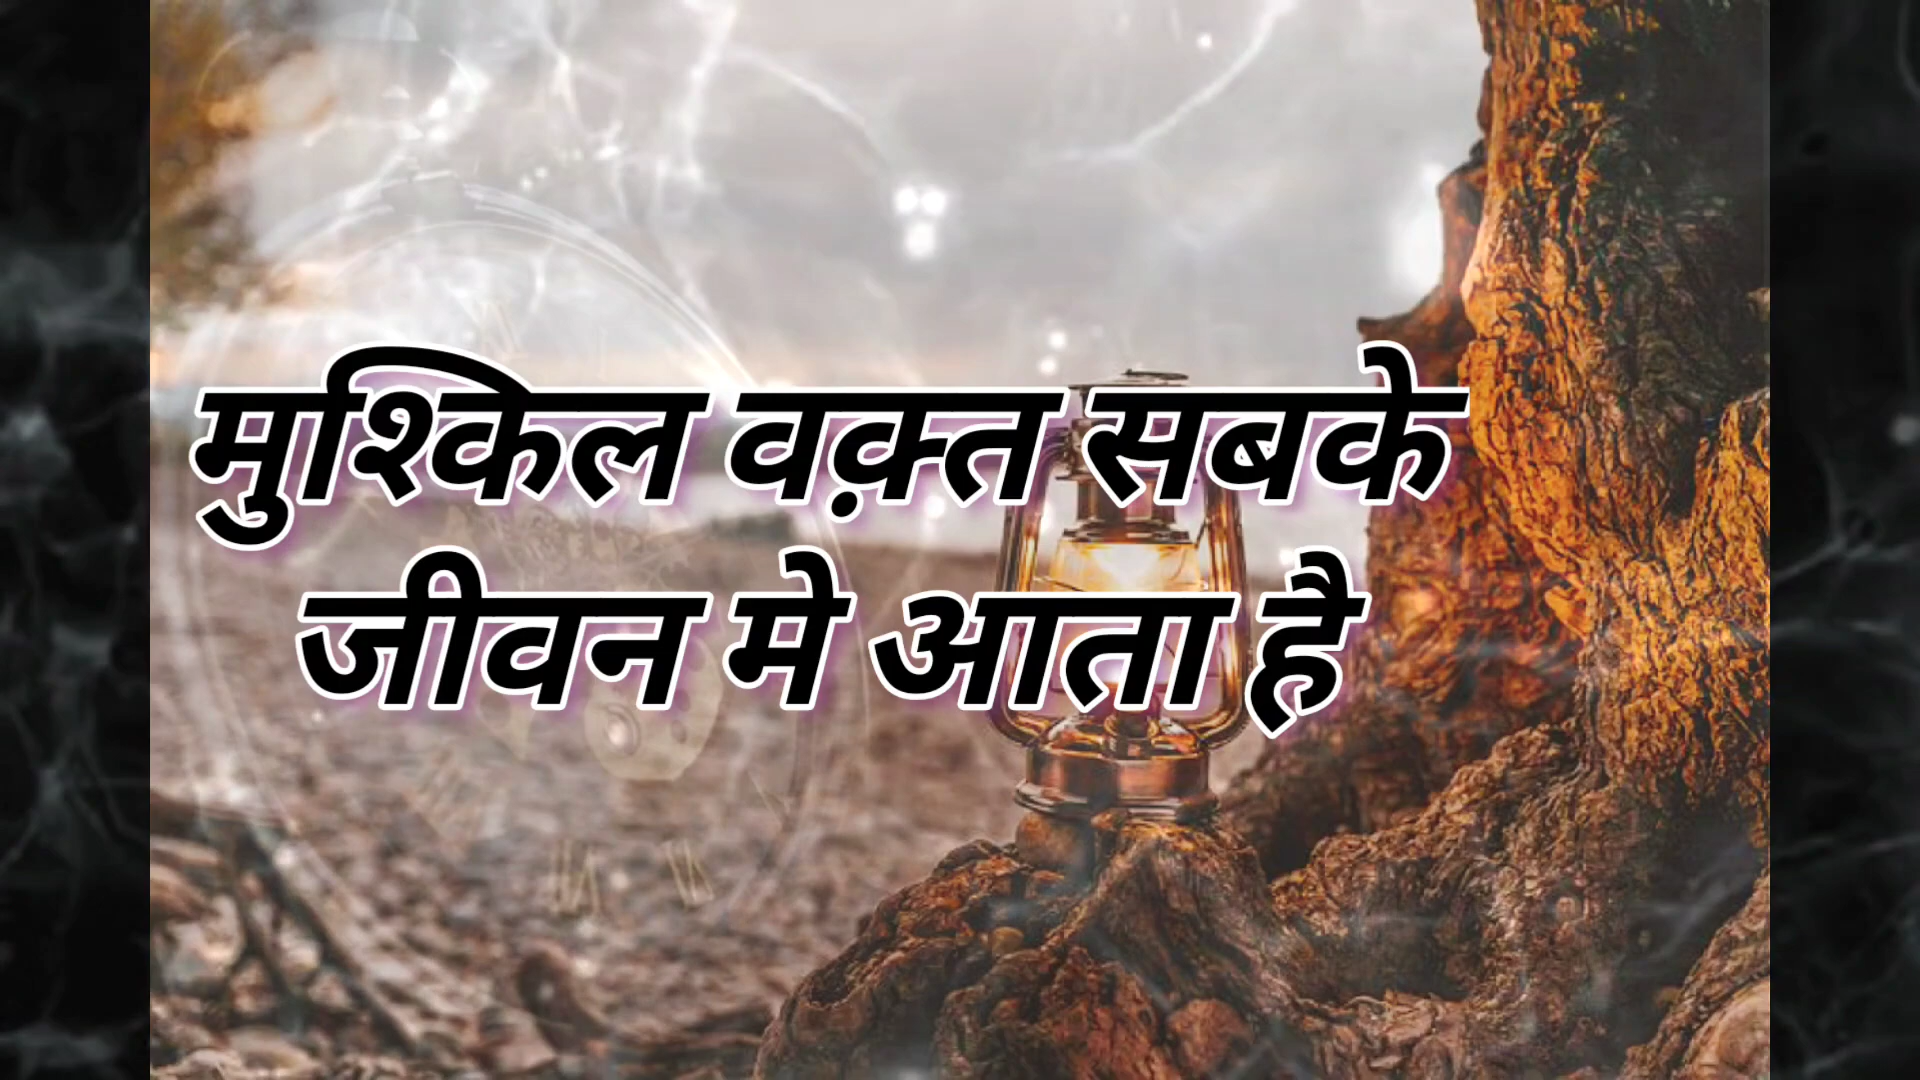 मुश्किल वक़्त सबके
जीवन मे आता है